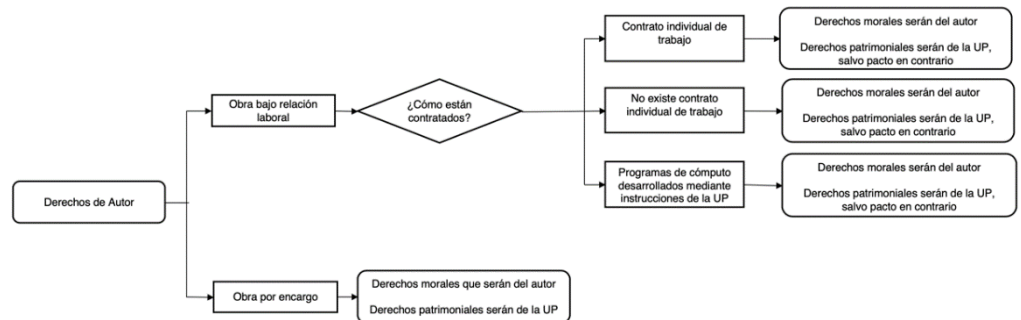 Derechos de Autor
Obra bajo relación
laboral
¿Cómo están
contratados?
Contrato individual de
trabajo
Derechos morales serán del autor
Derechos patrimoniales serán de la UP,
salvo pacto en contrario
No existe contrato
individual de trabajo
Derechos morales serán del autor
Derechos patrimoniales serán de la UP,
salvo pacto en contrario
Programas de cómputo
desarrollados mediante
instrucciones de la UP
Derechos morales serán del autor
Derechos patrimoniales serán de la UP,
salvo pacto en contrario
Obra por encargo
Derechos morales que serán del autor
Derechos patrimoniales serán de la UP